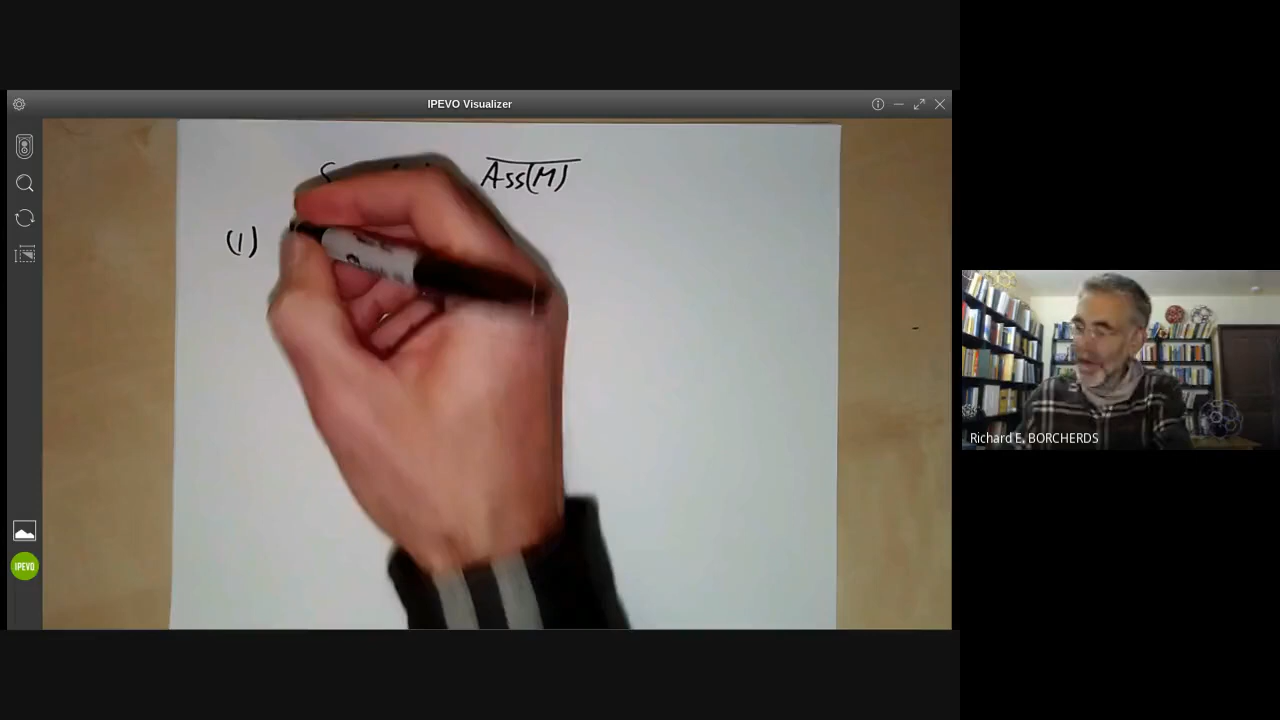 IPEVO Visualizer
Ass(M)
(1)
IPEVO
Richard E. BORCHERDS